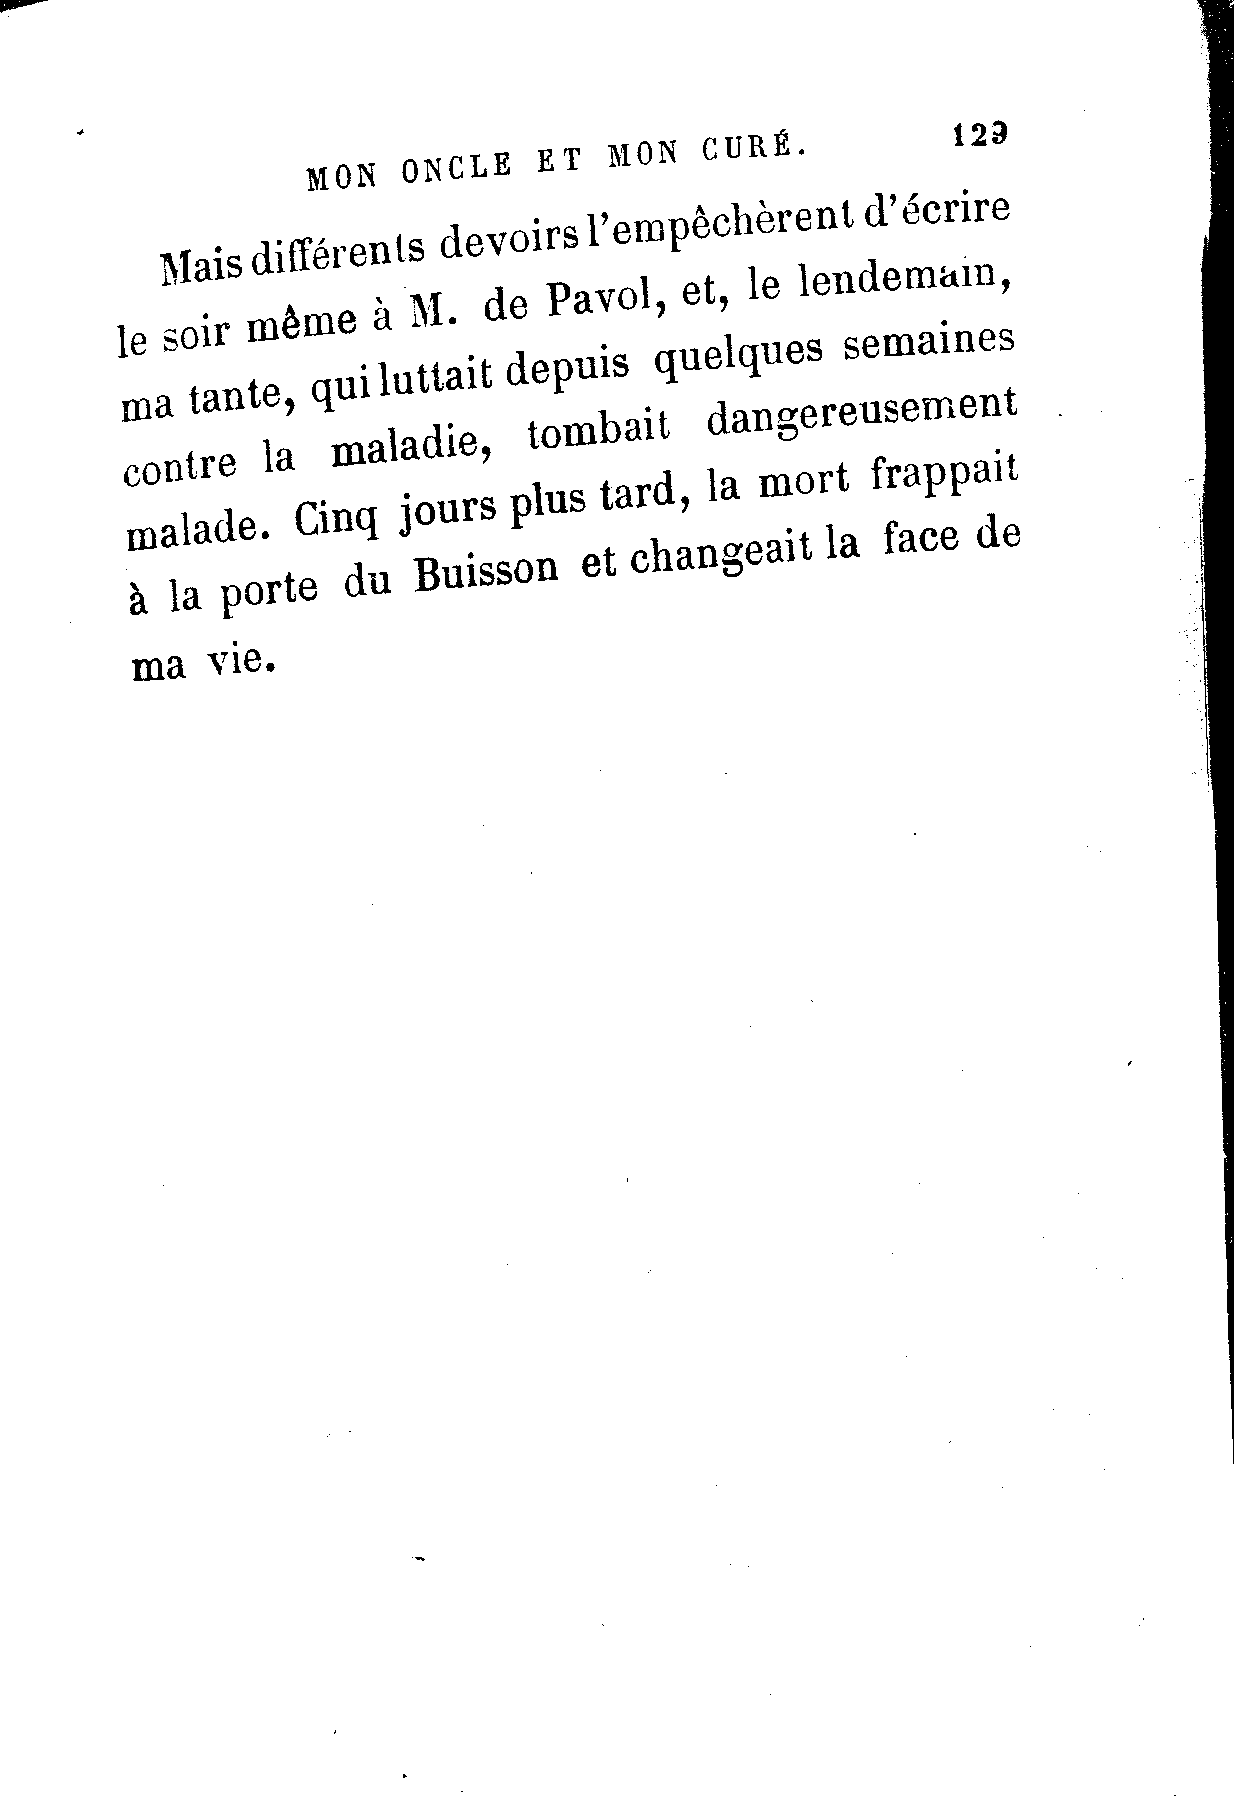 MON ONCLE ET MON CURÉ. 129
Mais différents devoirs l'empêchèrent d'écrire
le soir même à M. de Pavol, et, le lendemain,
ma tante, qui luttait depuis quelques semaines
contre la maladie, tombait dangereusement
malade. Cinq jours plus tard, la mort frappait
à la porte du Buisson et changeait la face de
ma vie.